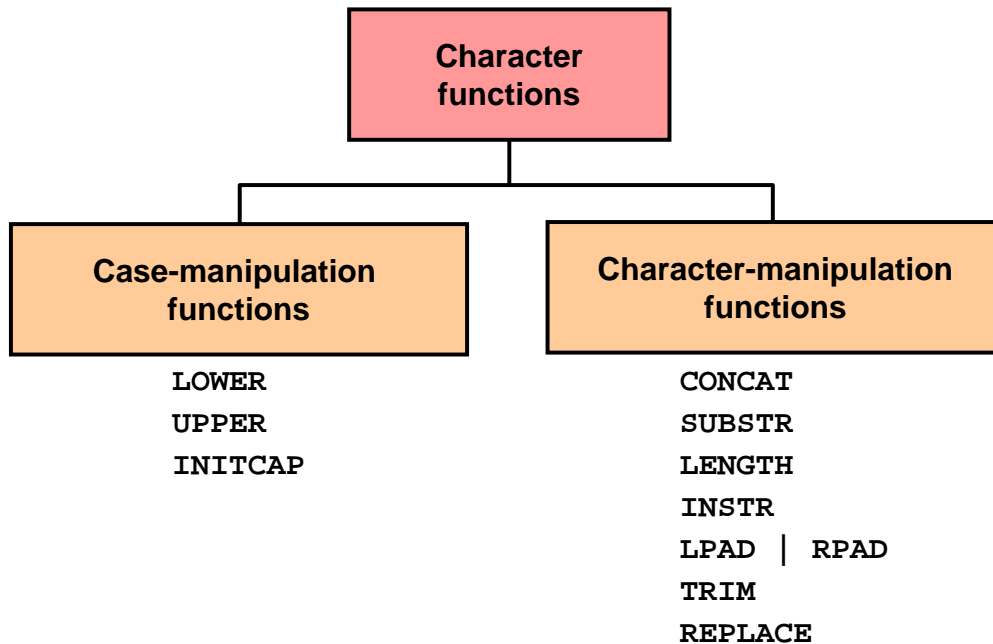 Character
functions
Case-manipulation
functions
Character-manipulation
functions
LOWER
UPPER
INITCAP
CONCAT
SUBSTR
LENGTH
INSTR
LPAD | RPAD
TRIM
REPLACE